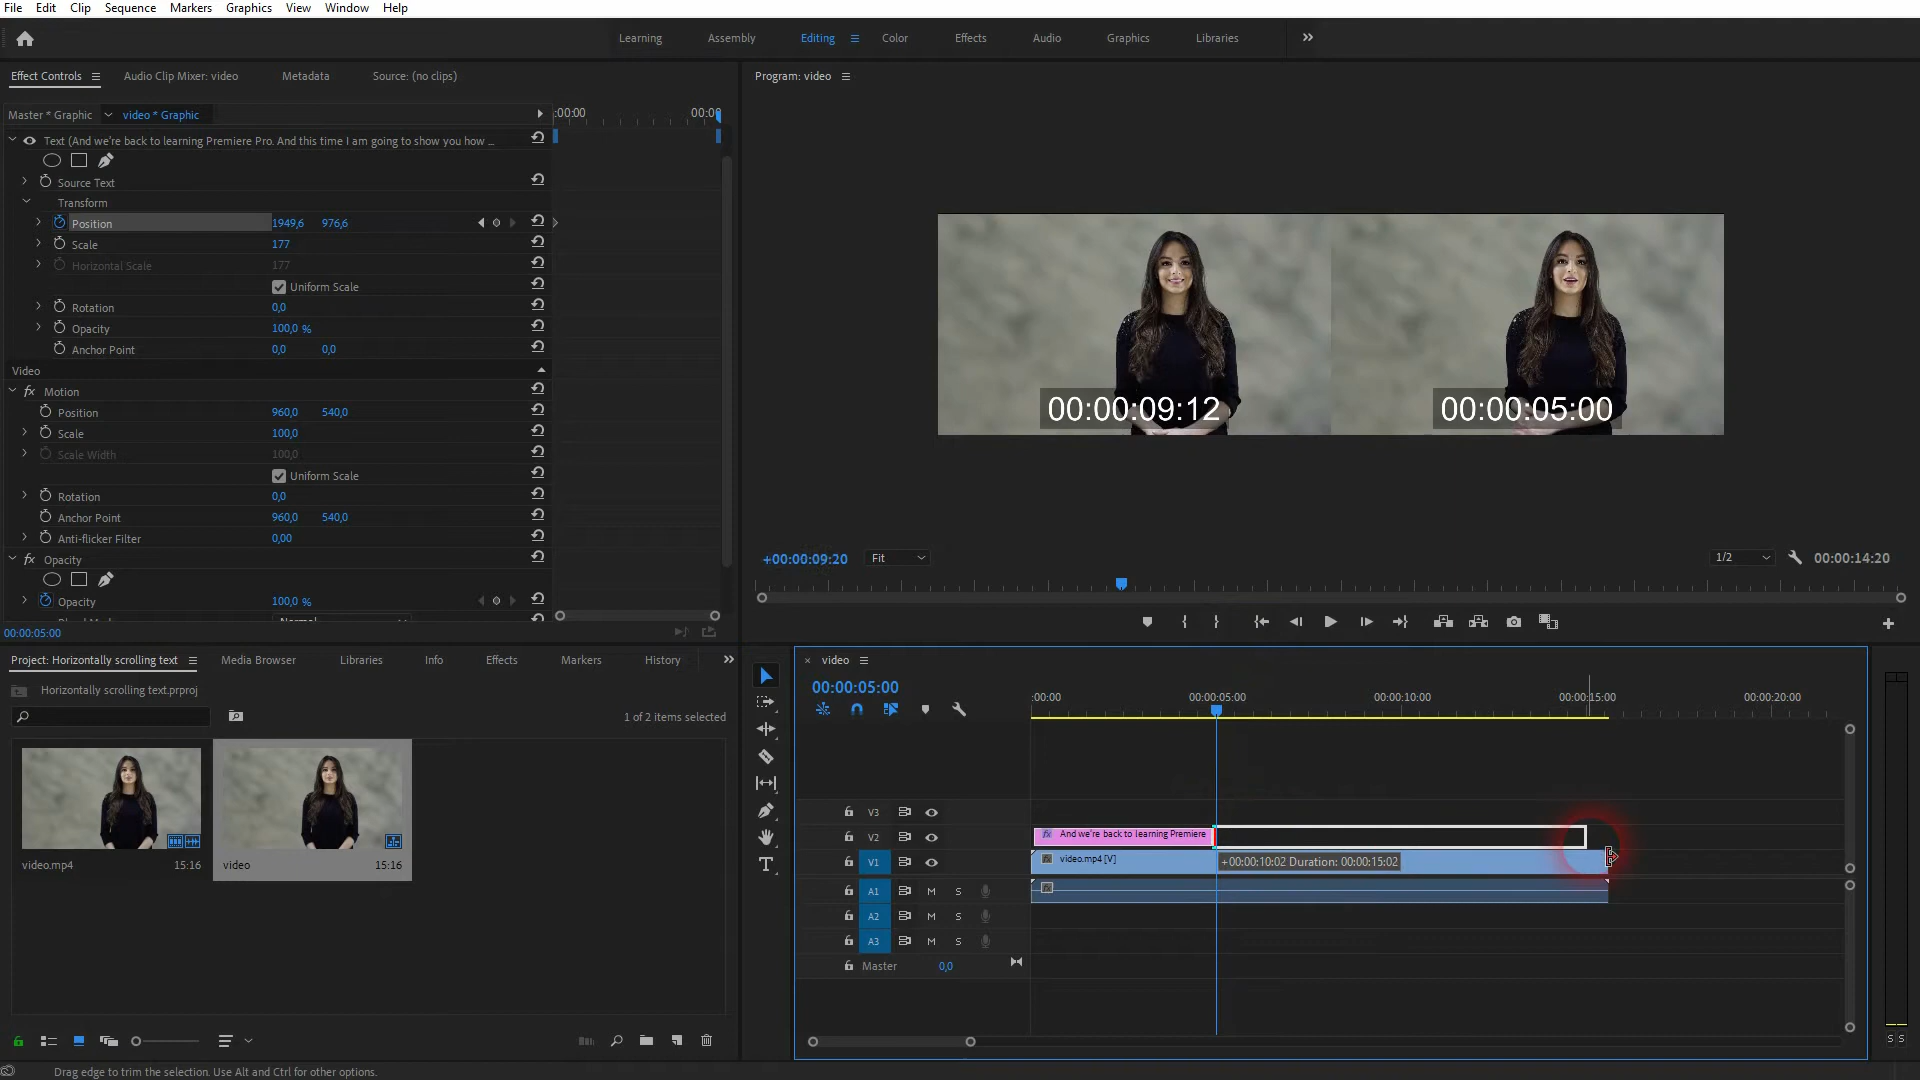 File Edit Clip Sequence Markers Graphics View Window Help
Learning Assembly Editing Color Effects Audio Graphics Libraries
Effect Controls Audio Clip Mixer: video Metadata Source: (no clips)
Program: video
Master * Graphic video * Graphic
:00:00 00:00
Text (And we're back to learning Premiere Pro. And this time I am going to show you how ...
Source Text
Transform
Position 1949,6 976,6
Scale 177
Horizontal Scale 177
Uniform Scale
Rotation 0,0
Opacity 100,0 %
Anchor Point 0,0 0,0
Video
fx Motion
Position 960,0 540,0
Scale 100,0
Scale Width 100,0
Uniform Scale
Rotation 0,0
Anchor Point 960,0 540,0
Anti-flicker Filter 0,00
fx Opacity
Opacity 100,0 %
00:00:05:00
00:00:09:12 00:00:05:00
+00:00:09:20 Fit 1/2 00:00:14:20
Project: Horizontally scrolling text Media Browser Libraries Info Effects Markers History
Horizontally scrolling text.prproj
1 of 2 items selected
video.mp4 15:16 video 15:16
video
00:00:05:00
:00:00 00:00:05:00 00:00:10:00 00:00:15:00 00:00:20:00
V3
V2 And we're back to learning Premiere
V1 video.mp4 [V]
+00:00:10:02 Duration: 00:00:15:02
A1 M S
A2 M S
A3 M S
Master 0,0
S S
Drag edge to trim the selection. Use Alt and Ctrl for other options.